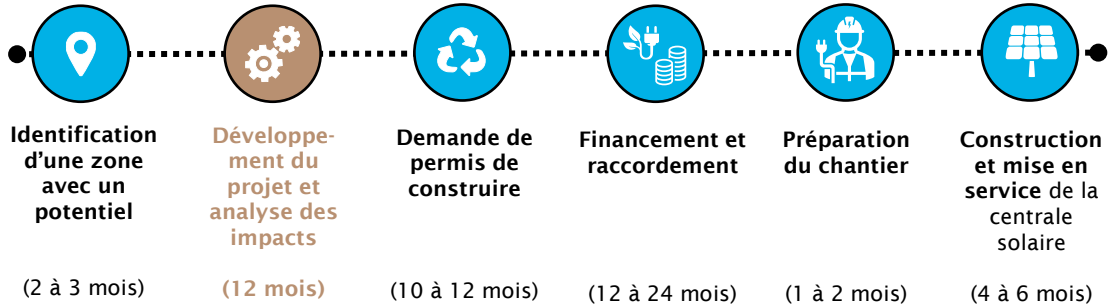 Identification
d'une zone
avec un
potentiel
(2 à 3 mois)
Développe-
ment du
projet et
analyse des
impacts
(12 mois)
Demande de
permis de
construire
(10 à 12 mois)
Financement et
raccordement
(12 à 24 mois)
Préparation
du chantier
(1 à 2 mois)
Construction
et mise en
service de la
centrale
solaire
(4 à 6 mois)